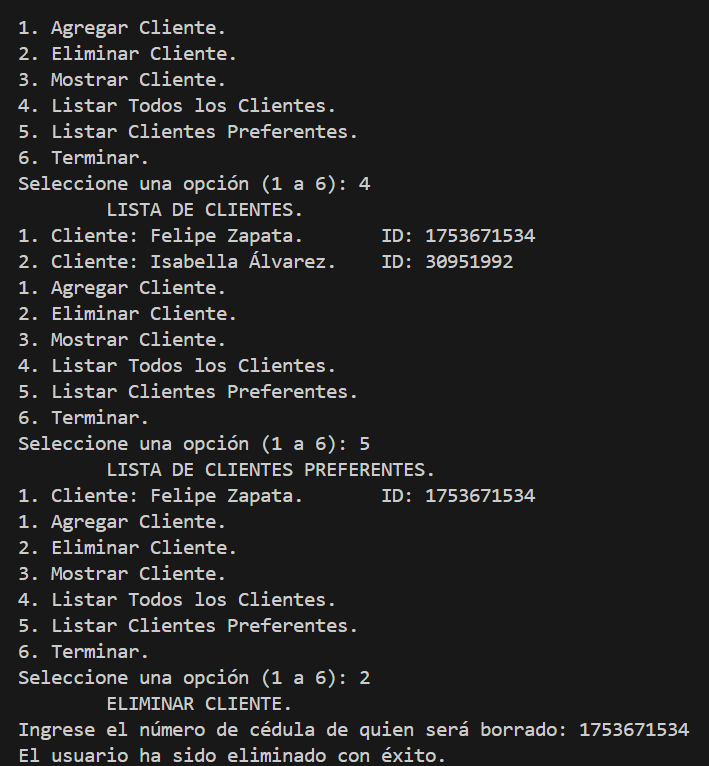 1. Agregar Cliente.
2. Eliminar Cliente.
3. Mostrar Cliente.
4. Listar Todos los Clientes.
5. Listar Clientes Preferentes.
6. Terminar.
Seleccione una opción (1 a 6): 4
        LISTA DE CLIENTES.
1. Cliente: Felipe Zapata.       ID: 1753671534
2. Cliente: Isabella Álvarez.    ID: 30951992
1. Agregar Cliente.
2. Eliminar Cliente.
3. Mostrar Cliente.
4. Listar Todos los Clientes.
5. Listar Clientes Preferentes.
6. Terminar.
Seleccione una opción (1 a 6): 5
        LISTA DE CLIENTES PREFERENTES.
1. Cliente: Felipe Zapata.       ID: 1753671534
1. Agregar Cliente.
2. Eliminar Cliente.
3. Mostrar Cliente.
4. Listar Todos los Clientes.
5. Listar Clientes Preferentes.
6. Terminar.
Seleccione una opción (1 a 6): 2
        ELIMINAR CLIENTE.
Ingrese el número de cédula de quien será borrado: 1753671534
El usuario ha sido eliminado con éxito.